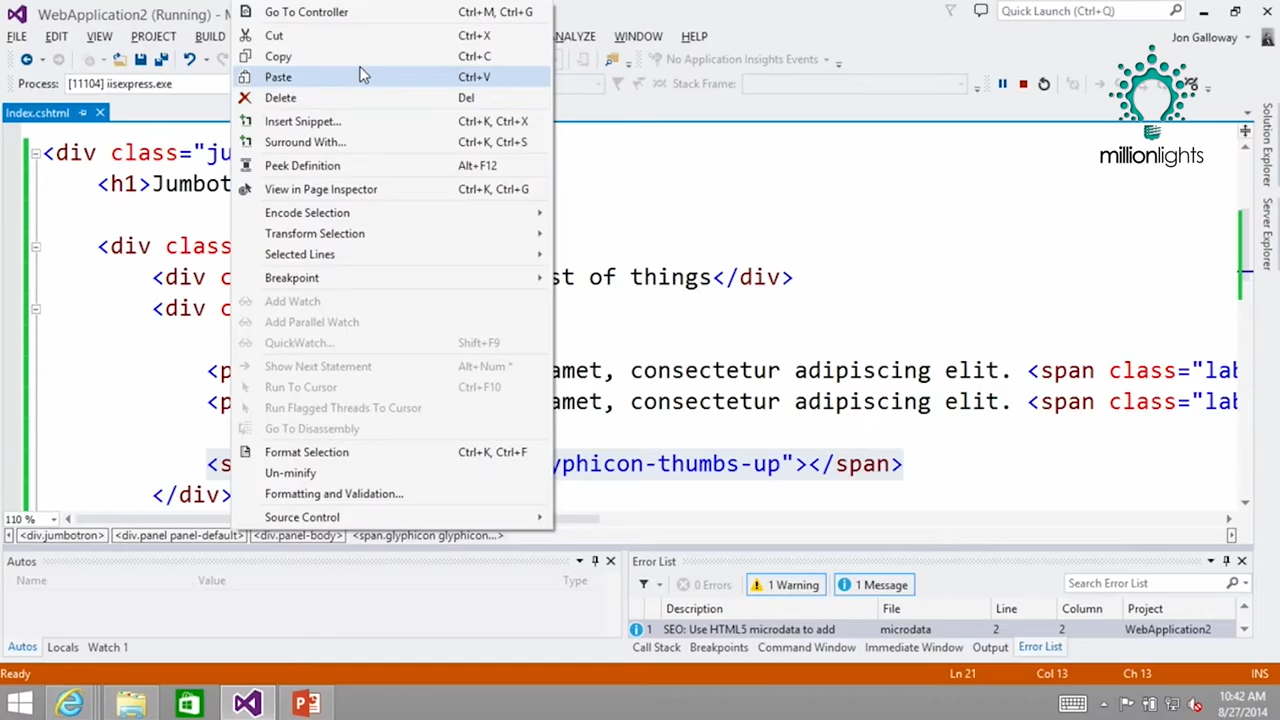 WebApplication2 (Running) -
Quick Launch (Ctrl+Q)
FILE EDIT VIEW PROJECT BUILD
WINDOW HELP
Jon Galloway
Process: [11104] iisexpress.exe
No Application Insights Events
Stack Frame:
Index.cshtml
millionlights
Solution Explorer
Server Explorer
Go To Controller Ctrl+M, Ctrl+G
Cut Ctrl+X
Copy Ctrl+C
Paste Ctrl+V
Delete Del
Insert Snippet... Ctrl+K, Ctrl+X
Surround With... Ctrl+K, Ctrl+S
Peek Definition Alt+F12
View in Page Inspector Ctrl+K, Ctrl+G
Encode Selection
Transform Selection
Selected Lines
Breakpoint
Add Watch
Add Parallel Watch
QuickWatch... Shift+F9
Show Next Statement Alt+Num *
Run To Cursor Ctrl+F10
Run Flagged Threads To Cursor
Go To Disassembly
Format Selection Ctrl+K, Ctrl+F
Un-minify
Formatting and Validation...
Source Control
<div class="ju
<h1>Jumbot
<div clas
<div c st of things</div>
<div c
<p amet, consectetur adipiscing elit. <span class="lab
<p amet, consectetur adipiscing elit. <span class="lab
<s yphicon-thumbs-up"></span>
</div>
110 %
<div.jumbotron> <div.panel panel-default> <div.panel-body> <span.glyphicon glyphicon...>
Autos
Name Value Type
Autos Locals Watch 1
Error List
0 Errors 1 Warning 1 Message Search Error List
Description File Line Column Project
1 SEO: Use HTML5 microdata to add microdata 2 2 WebApplication2
Call Stack Breakpoints Command Window Immediate Window Output Error List
Ready Ln 21 Col 13 Ch 13 INS
10:42 AM
8/27/2014